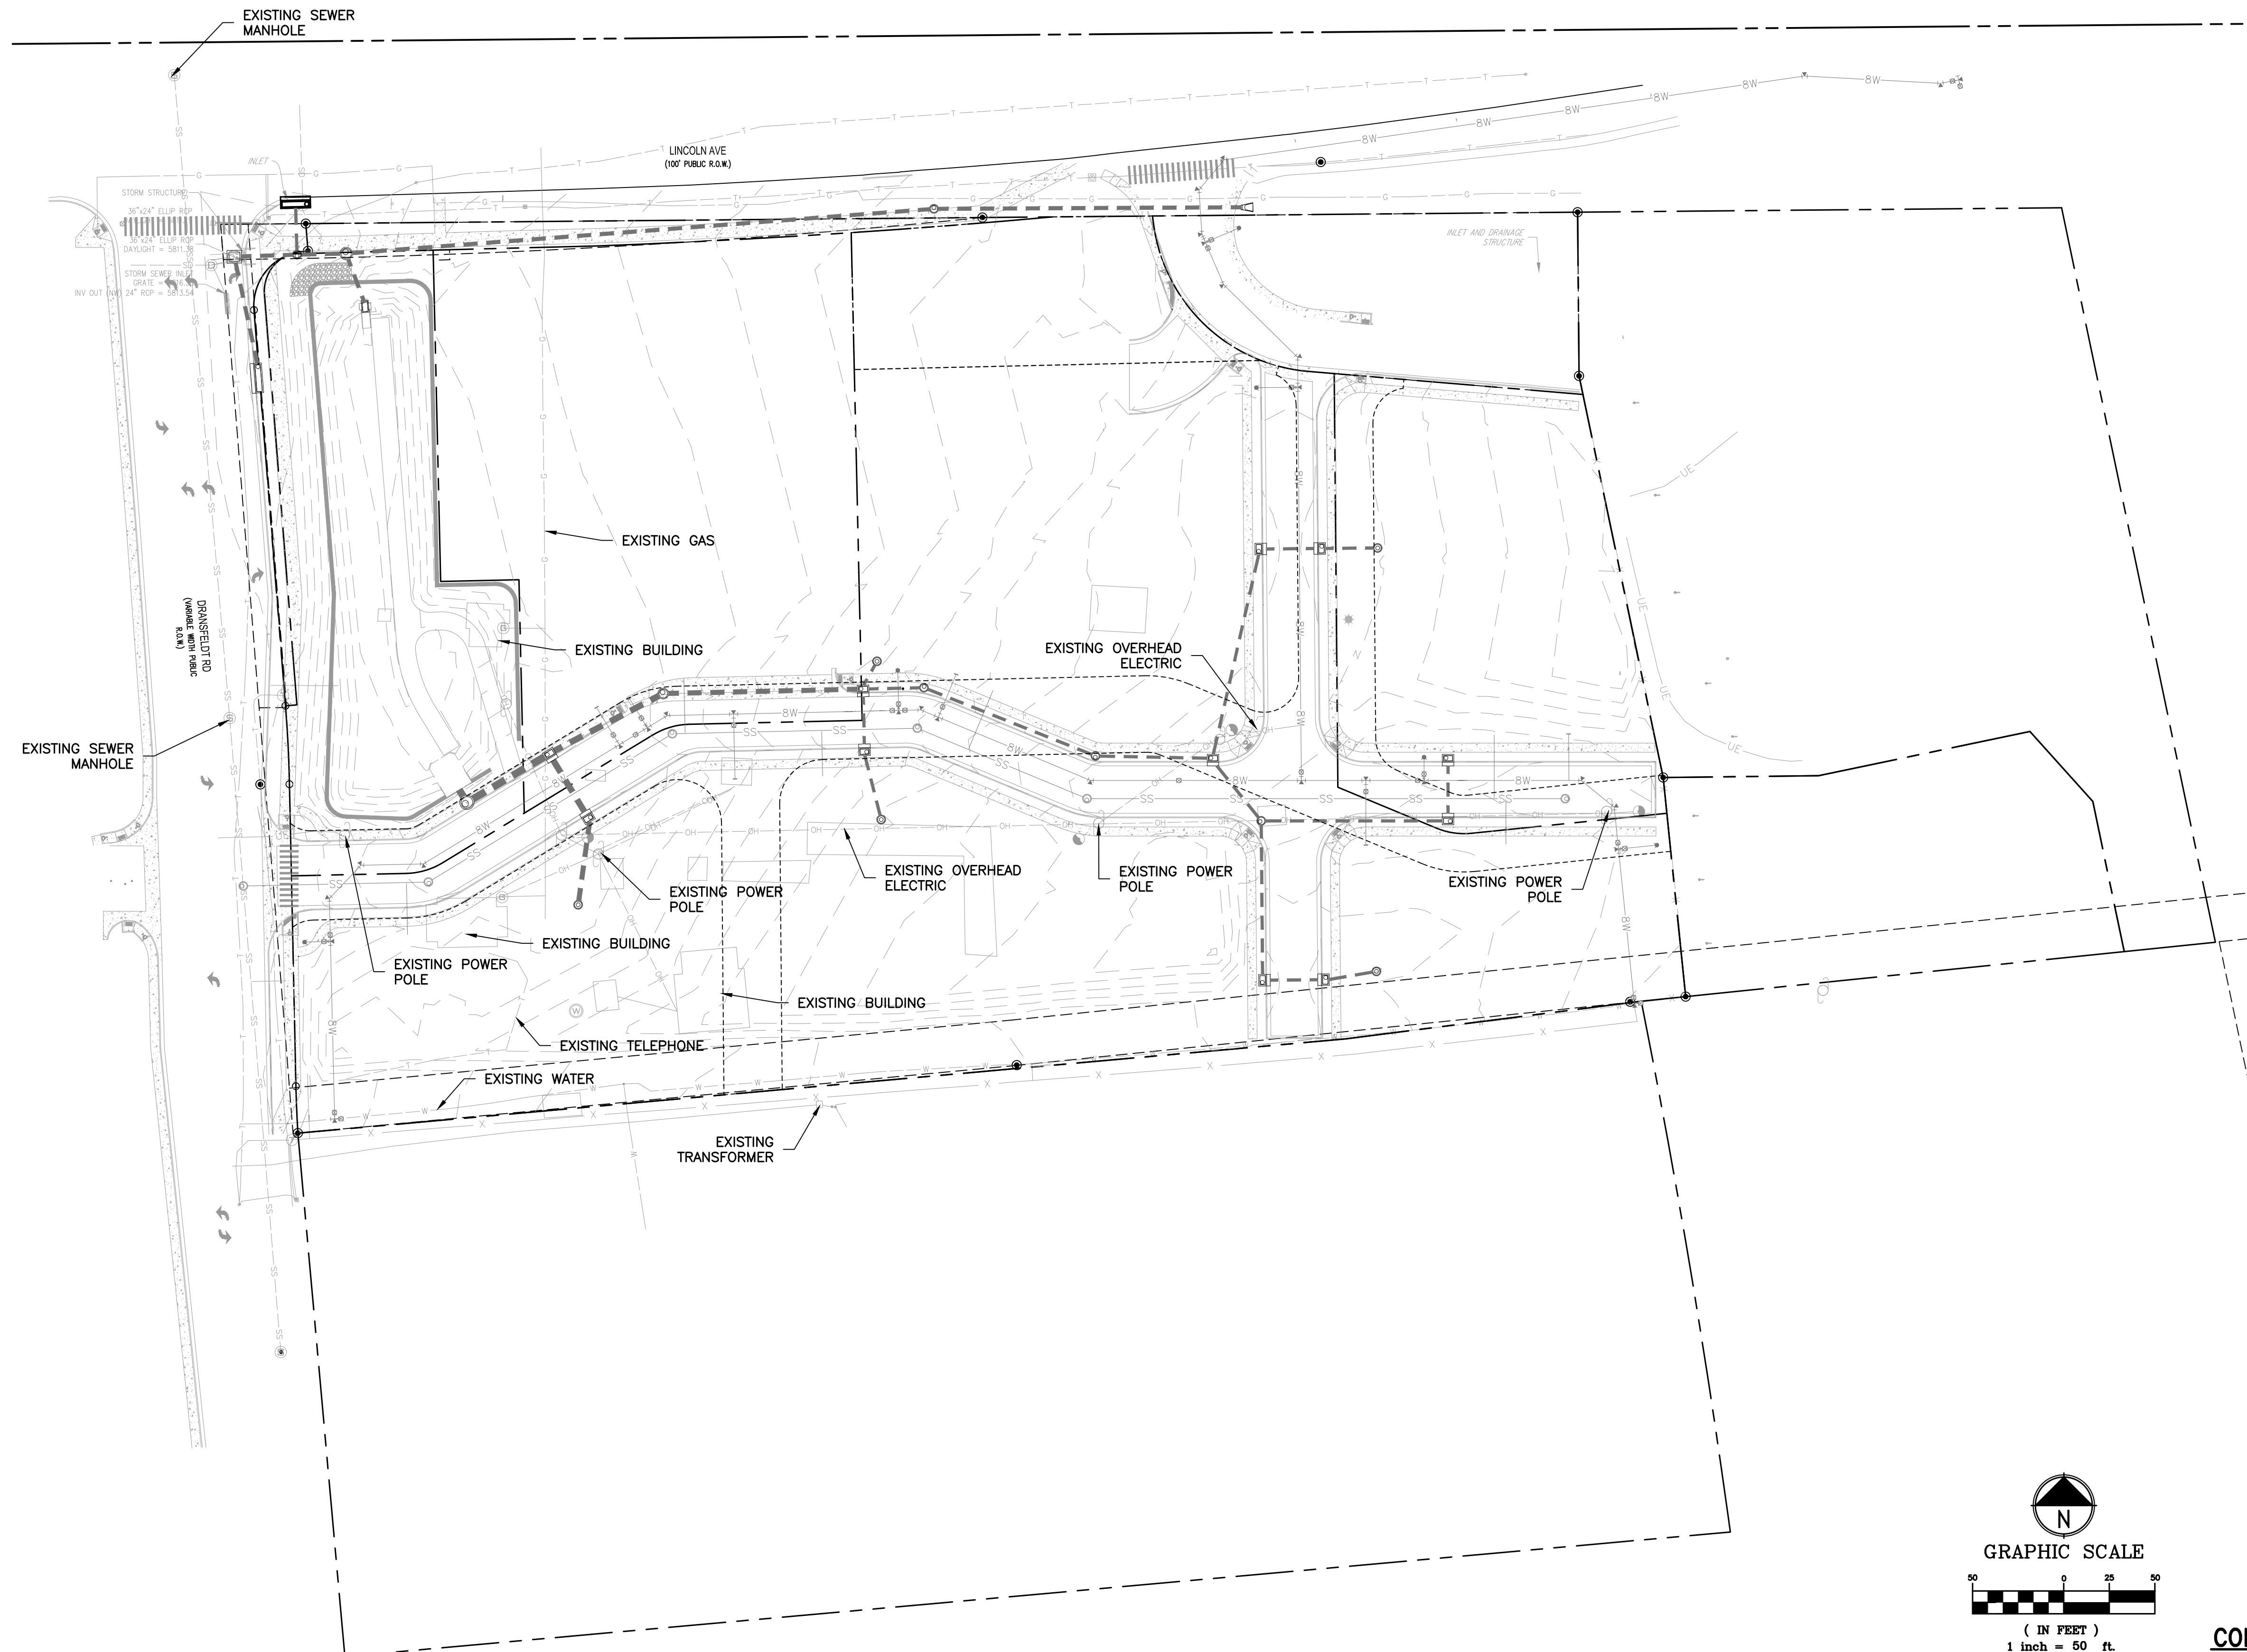 EXISTING SEWER
MANHOLE
LINCOLN AVE
(100' PUBLIC R.O.W.)
INLET
STORM STRUCTURE
36"x24" ELLIP RCP
36"x24" ELLIP RCP
DAYLIGHT = 5811.38
STORM SEWER INLET
GRATE =
INV OUT (NW) 24" RCP = 5813.54
INLET AND DRAINAGE
STRUCTURE
EXISTING GAS
DRANSFELDT RD
(VARIABLE WIDTH PUBLIC
R.O.W.)
EXISTING BUILDING
EXISTING OVERHEAD
ELECTRIC
EXISTING SEWER
MANHOLE
EXISTING OVERHEAD
ELECTRIC
EXISTING POWER
POLE
EXISTING POWER
POLE
EXISTING POWER
POLE
EXISTING BUILDING
EXISTING POWER
POLE
EXISTING BUILDING
EXISTING TELEPHONE
EXISTING WATER
EXISTING
TRANSFORMER
N
GRAPHIC SCALE
50 0 25 50
( IN FEET )
1 inch = 50 ft.